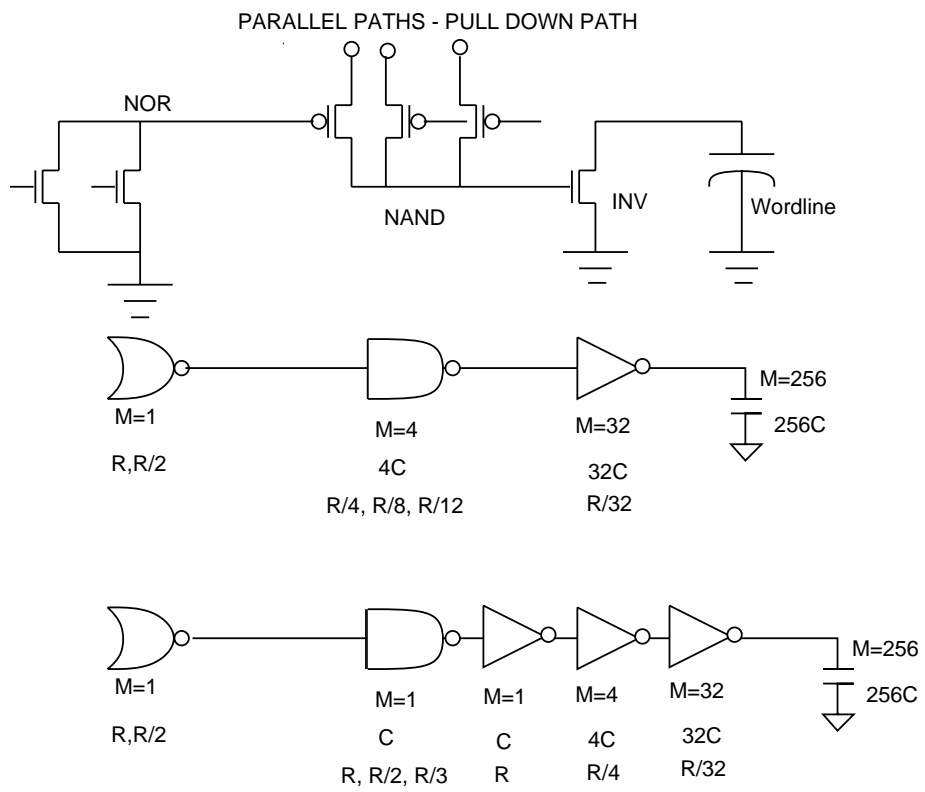 PARALLEL PATHS - PULL DOWN PATH
NOR
NAND
INV
Wordline
M=1
R,R/2
M=4
4C
R/4, R/8, R/12
M=32
32C
R/32
M=256
256C
M=1
R,R/2
M=1
C
R, R/2, R/3
M=1
C
R
M=4
4C
R/4
M=32
32C
R/32
M=256
256C